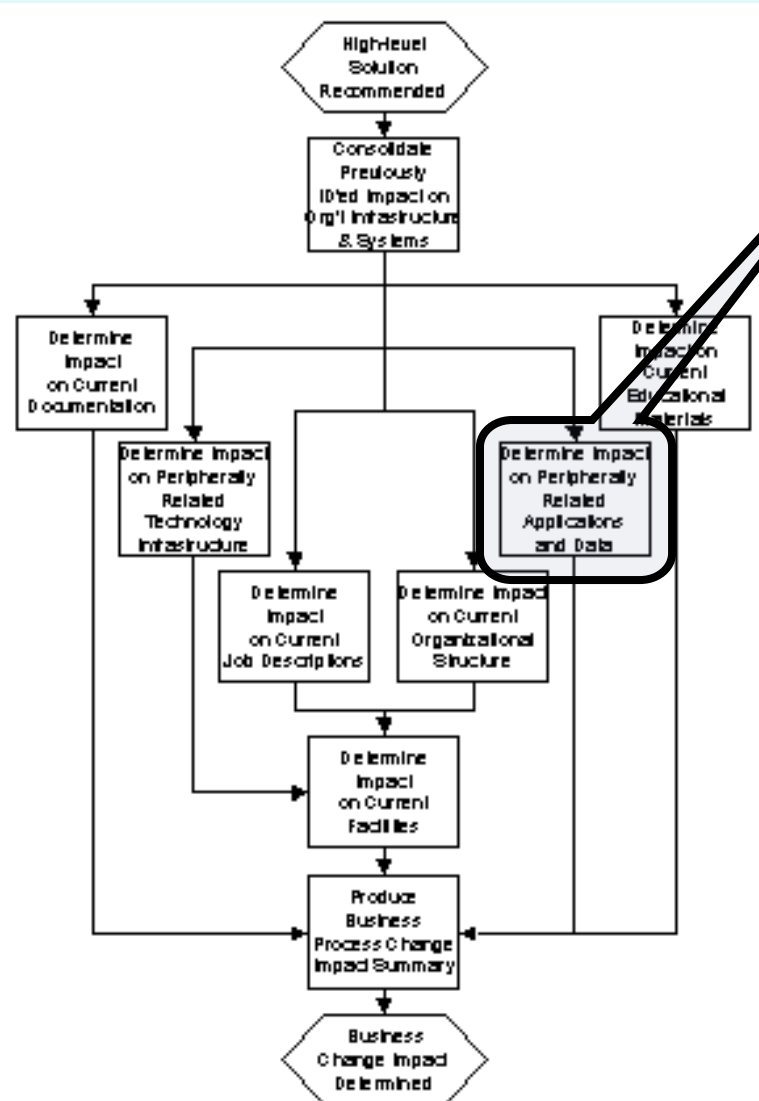 High-level
Solution
Recommended
Consolidate
Previously
ID'ed Impact on
Org'l Infrastructure
& Systems
Determine
Impact
on Current
Documentation
Determine
Impact on
Current
Educational
Materials
Determine Impact
on Peripherally
Related
Technology
Infrastructure
Determine Impact
on Peripherally
Related
Applications
and Data
Determine
Impact
on Current
Job Descriptions
Determine Impact
on Current
Organizational
Structure
Determine
Impact
on Current
Facilities
Produce
Business
Process Change
Impact Summary
Business
Change Impact
Determined